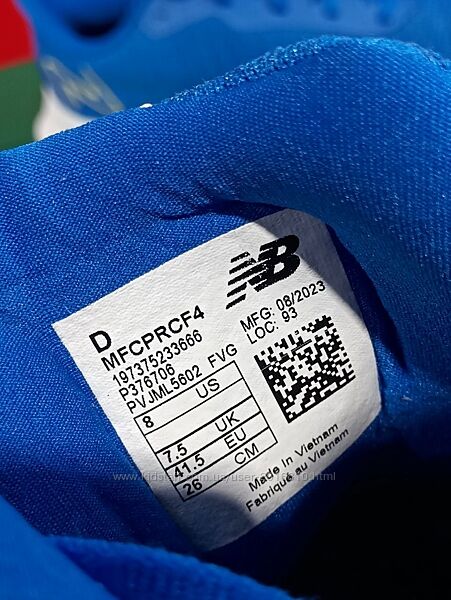 NB
D
MFCPRCF4
197375233666
P376706
PVJML5602 FVG
MFG: 08/2023
LOC: 93
8 US
7.5 UK
41.5 EU
26 CM
Made in Vietnam
Fabriqué au Vietnam